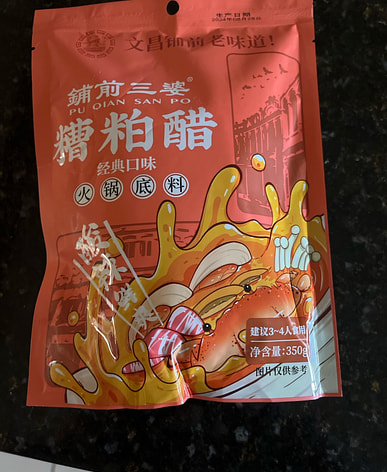 生产日期
文昌铺前老味道!
鋪前三婆®
PU QIAN SAN PO
糟粕醋
经典口味
火锅底料
建议3~4人食用
净含量:350g
图片仅供参考